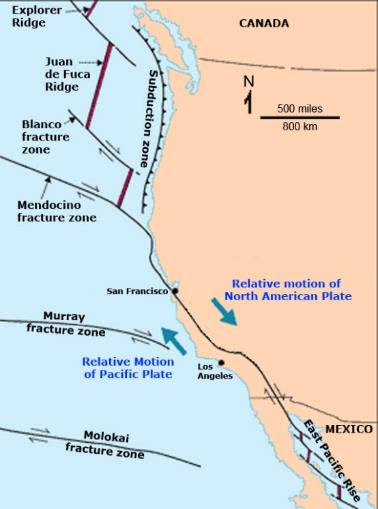 Explorer
Ridge
CANADA
Juan
de Fuca
Ridge
Subduction zone
N
500 miles
800 km
Blanco
fracture
zone
Mendocino
fracture zone
San Francisco
Relative motion of
North American Plate
Murray
fracture zone
Relative Motion
of Pacific Plate
Los
Angeles
MEXICO
East Pacific Rise
Molokai
fracture zone